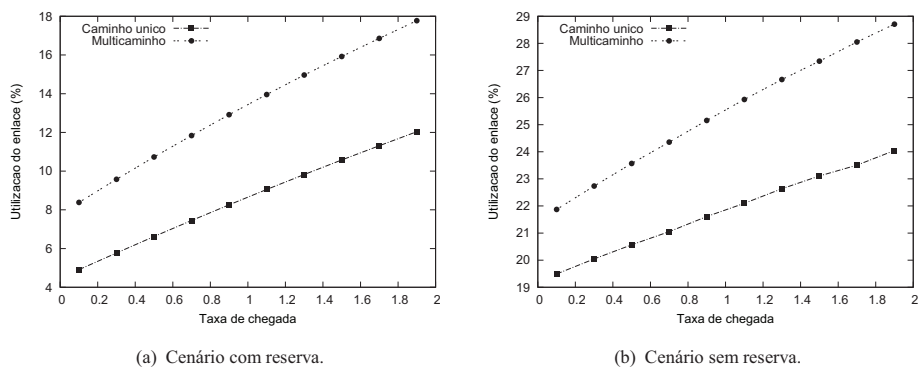 18
16
14
12
10
8
6
4
0 0.2 0.4 0.6 0.8 1 1.2 1.4 1.6 1.8 2
Utilizacao do enlace (%)
Taxa de chegada
Caminho unico
Multicaminho
(a) Cenário com reserva.
29
28
27
26
25
24
23
22
21
20
19
0 0.2 0.4 0.6 0.8 1 1.2 1.4 1.6 1.8 2
Utilizacao do enlace (%)
Taxa de chegada
Caminho unico
Multicaminho
(b) Cenário sem reserva.